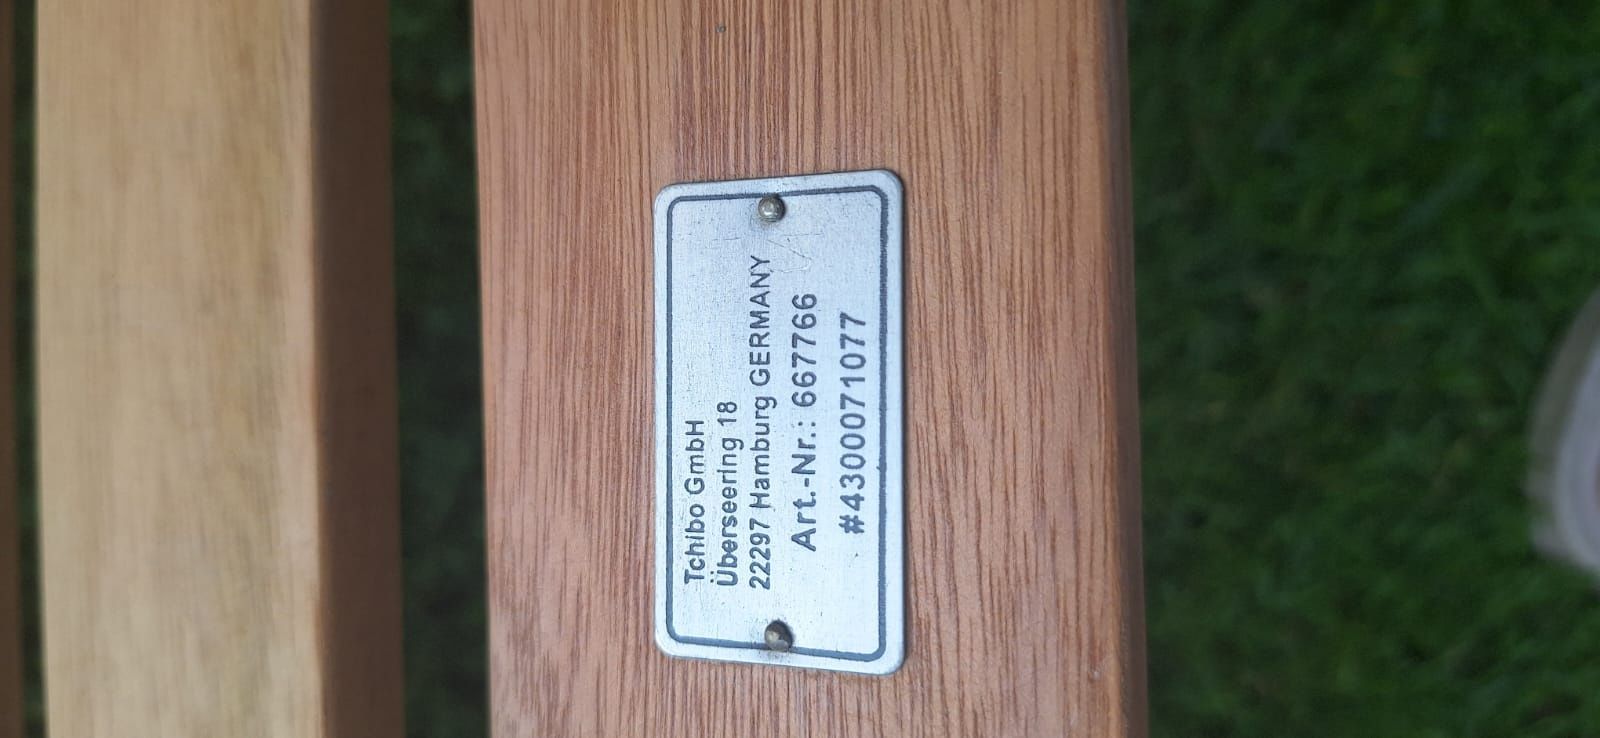 Tchibo GmbH
Überseering 18
22297 Hamburg GERMANY
Art.-Nr.: 667766
#4300071077